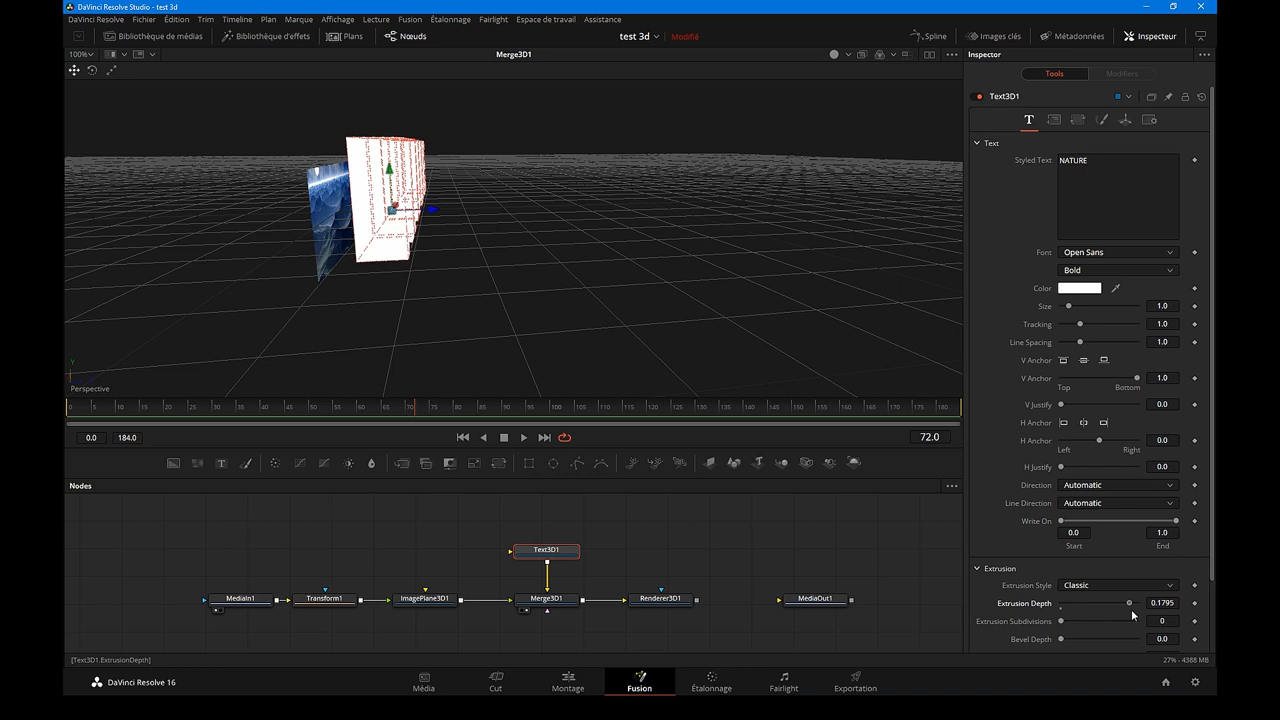 DaVinci Resolve Studio - test 3d
DaVinci Resolve Fichier Édition Trim Timeline Plan Marque Affichage Lecture Fusion Étalonnage Fairlight Espace de travail Assistance
Bibliothèque de médias Bibliothèque d'effets Plans Nœuds test 3d Modifié Spline Images clés Métadonnées Inspecteur
100% Merge3D1 Inspector
Tools Modifiers
Text3D1
T
Text
Styled Text NATURE
Font Open Sans
Bold
Color
Size 1.0
Tracking 1.0
Line Spacing 1.0
V Anchor
V Anchor 1.0
Top Bottom
V Justify 0.0
H Anchor
H Anchor 0.0
Left Right
H Justify 0.0
Direction Automatic
Line Direction Automatic
Write On
0.0 1.0
Start End
Extrusion
Extrusion Style Classic
Extrusion Depth 0.1795
Extrusion Subdivisions 0
Bevel Depth 0.0
Y
Perspective
0 5 10 15 20 25 30 35 40 45 50 55 60 65 70 75 80 85 90 95 100 105 110 115 120 125 130 135 140 145 150 155 160 165 170 175 180
0.0 184.0 72.0
Nodes
Text3D1
MediaIn1 Transform1 ImagePlane3D1 Merge3D1 Renderer3D1 MediaOut1
[Text3D1.ExtrusionDepth] 27% - 4388 MB
DaVinci Resolve 16 Média Cut Montage Fusion Étalonnage Fairlight Exportation